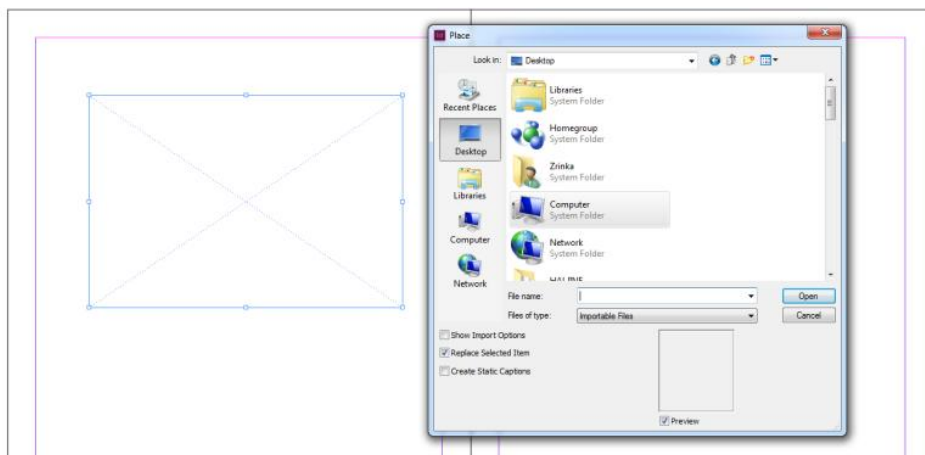 Place
Look in:
Desktop
Recent Places
Desktop
Libraries
Computer
Network
Libraries
System Folder
Homegroup
System Folder
Zrinka
System Folder
Computer
System Folder
Network
System Folder
File name:
Open
Files of type:
Importable Files
Cancel
Show Import Options
Replace Selected Item
Create Static Captions
Preview